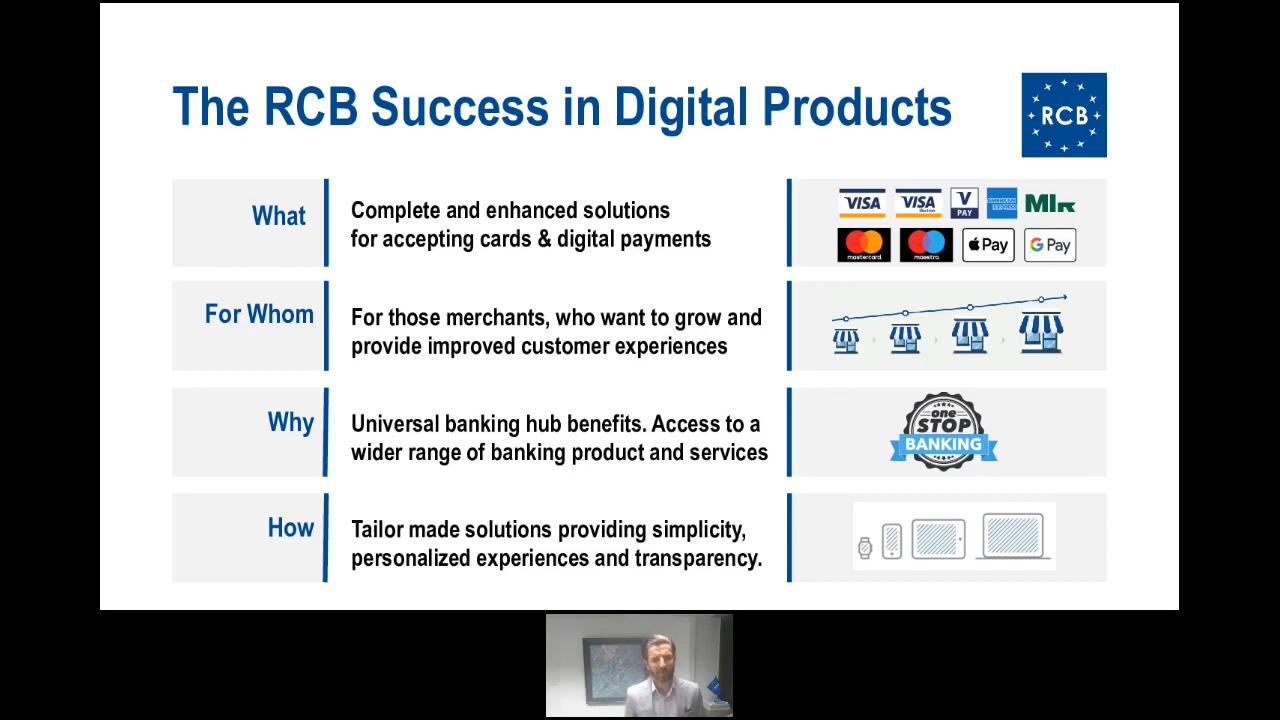 The RCB Success in Digital Products
RCB
What
Complete and enhanced solutions
for accepting cards & digital payments
VISA
VISA
V
PAY
AMERICAN
EXPRESS
MIR
mastercard
maestro
Pay
G Pay
For Whom
For those merchants, who want to grow and
provide improved customer experiences
Why
Universal banking hub benefits. Access to a
wider range of banking product and services
one
STOP
BANKING
How
Tailor made solutions providing simplicity,
personalized experiences and transparency.